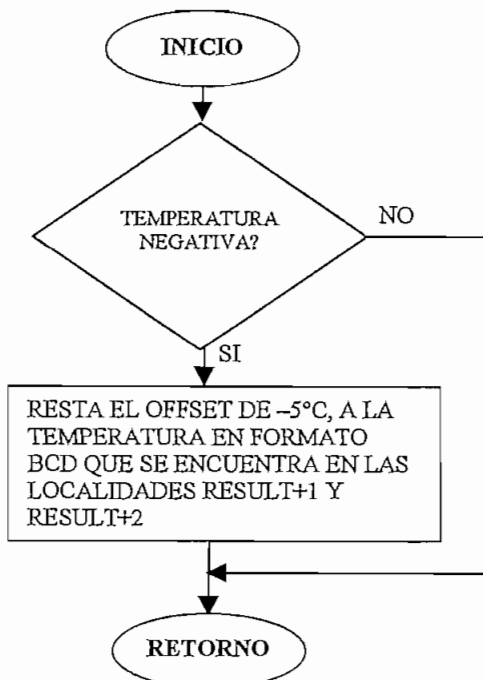 INICIO
TEMPERATURA
NEGATIVA?
NO
SI
RESTA EL OFFSET DE –5°C, A LA
TEMPERATURA EN FORMATO
BCD QUE SE ENCUENTRA EN LAS
LOCALIDADES RESULT+1 Y
RESULT+2
RETORNO